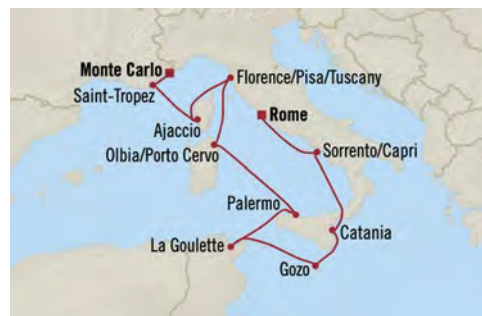 Monte Carlo
Florence/Pisa/Tuscany
Saint-Tropez
Rome
Ajaccio
Olbia/Porto Cervo
Sorrento/Capri
Palermo
Catania
La Goulette
Gozo